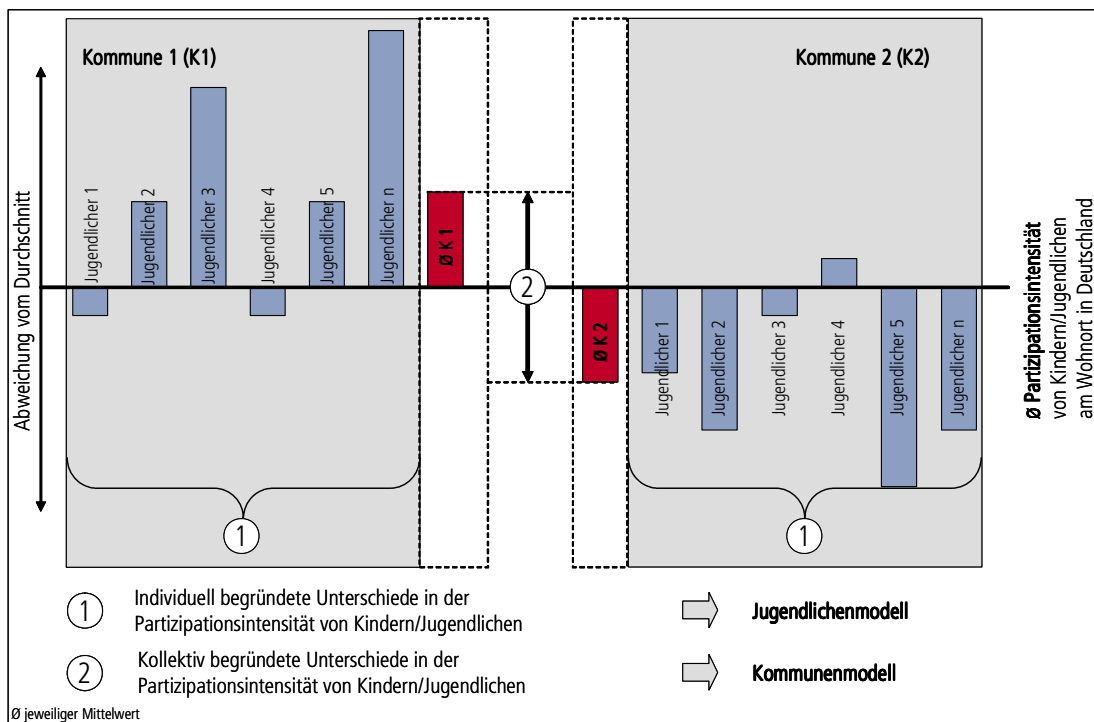 Kommune 1 (K1)
Kommune 2 (K2)
Abweichung vom Durchschnitt
Jugendlicher 1
Jugendlicher 2
Jugendlicher 3
Jugendlicher 4
Jugendlicher 5
Jugendlicher n
Ø K 1
2
Ø K 2
Jugendlicher 1
Jugendlicher 2
Jugendlicher 3
Jugendlicher 4
Jugendlicher 5
Jugendlicher n
Ø Partizipationsintensität
von Kindern/Jugendlichen
am Wohnort in Deutschland
1
1
1 Individuell begründete Unterschiede in der
Partizipationsintensität von Kindern/Jugendlichen
Jugendlichenmodell
2 Kollektiv begründete Unterschiede in der
Partizipationsintensität von Kindern/Jugendlichen
Kommunenmodell
Ø jeweiliger Mittelwert